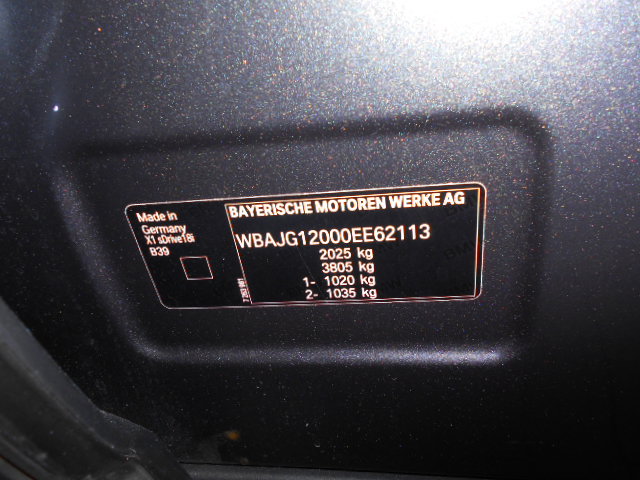 Made in
Germany
X1 sDrive18i
B39
BAYERISCHE MOTOREN WERKE AG
WBAJG12000EE62113
2025 kg
3805 kg
1- 1020 kg
2- 1035 kg